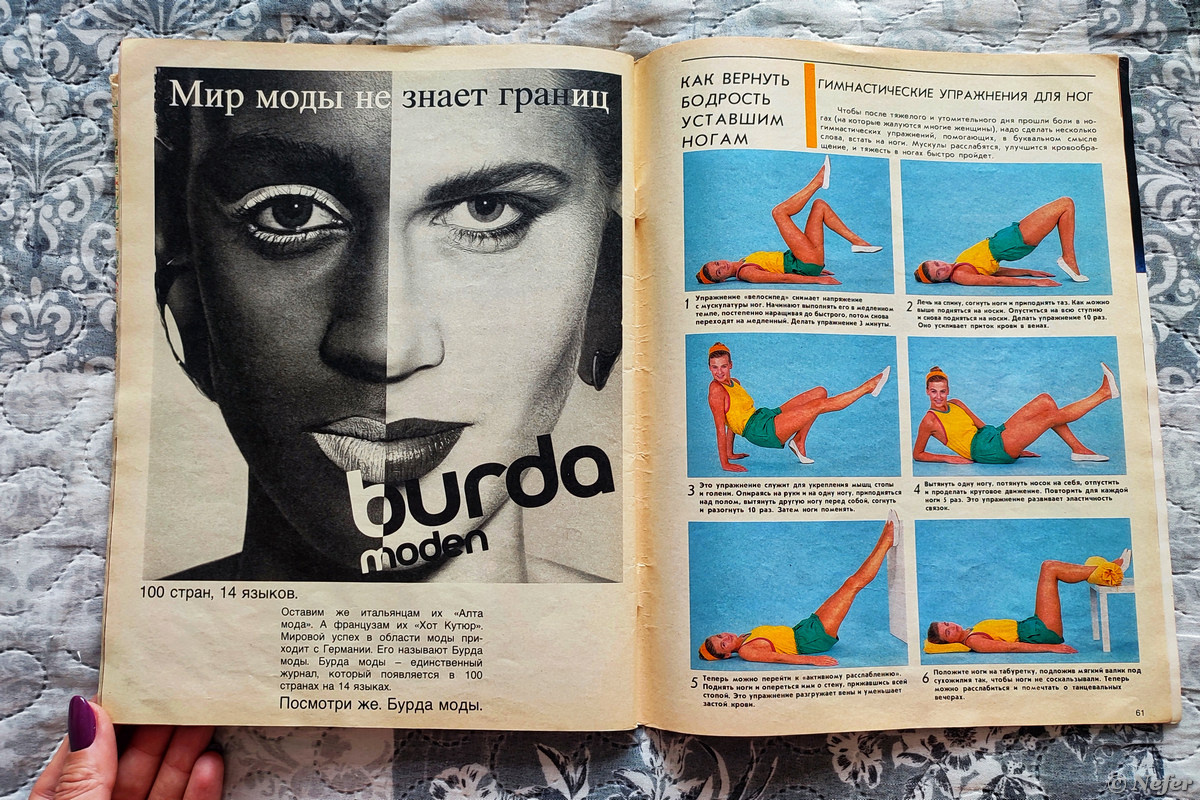 Мир моды не знает границ
burda
moden
100 стран, 14 языков.
Оставим же итальянцам их «Алта
мода». А французам их «Хот Кутюр».
Мировой успех в области моды при-
ходит с Германии. Его называют Бурда
моды. Бурда моды – единственный
журнал, который появляется в 100
странах на 14 языках.
Посмотри же. Бурда моды.
КАК ВЕРНУТЬ
БОДРОСТЬ
УСТАВШИМ
НОГАМ
ГИМНАСТИЧЕСКИЕ УПРАЖНЕНИЯ ДЛЯ НОГ
Чтобы после тяжелого и утомительного дня прошли боли в но-
гах (на которые жалуются многие женщины), надо сделать несколько
гимнастических упражнений, помогающих, в буквальном смысле
слова, встать на ноги. Мускулы расслабятся, улучшится кровообра-
щение, и тяжесть в ногах быстро пройдет.
1 Упражнение «велосипед» снимает напряжение
с мускулатуры ног. Начинают выполнять его в медленном
темпе, постепенно наращивая до быстрого, потом снова
переходят на медленный. Делать упражнение 3 минуты.
2 Лечь на спину, согнуть ноги и приподнять таз. Как можно
выше подняться на носки. Опуститься на всю ступню
и снова подняться на носки. Делать упражнение 10 раз.
Оно усиливает приток крови в венах.
3 Это упражнение служит для укрепления мышц стопы
и голени. Опираясь на руки и на одну ногу, приподняться
над полом, вытянуть другую ногу перед собой, согнуть
и разогнуть 10 раз. Затем ноги поменять.
4 Вытянуть одну ногу, потянуть носок на себя, отпустить
и проделать круговое движение. Повторить для каждой
ноги 5 раз. Это упражнение развивает эластичность
связок.
5 Теперь можно перейти к «активному расслаблению».
Поднять ноги и опереться ими о стену, прижавшись всей
стопой. Это упражнение разгружает вены и уменьшает
застой крови.
6 Положите ноги на табуретку, подложив мягкий валик под
сухожилия так, чтобы ноги не соскальзывали. Теперь
можно расслабиться и помечтать о танцевальных
вечерах.
61
© Nefer